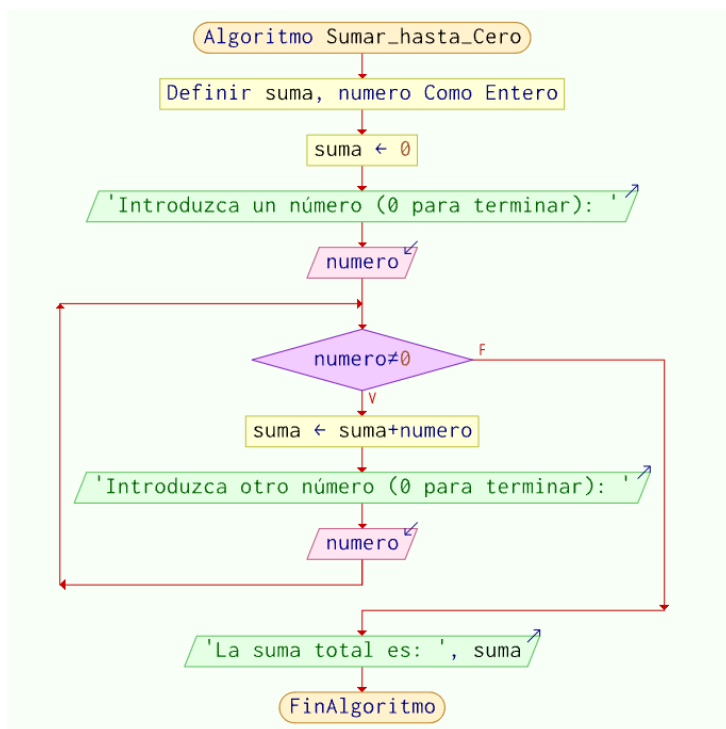 Algoritmo Sumar_hasta_Cero
Definir suma, numero Como Entero
suma ← 0
'Introduzca un número (0 para terminar): '
numero
numero≠0
F
V
suma ← suma+numero
'Introduzca otro número (0 para terminar): '
numero
'La suma total es: ', suma
FinAlgoritmo